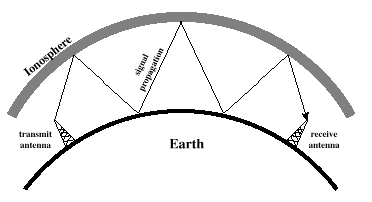 Ionosphere
signal
propagation
transmit
antenna
Earth
receive
antenna